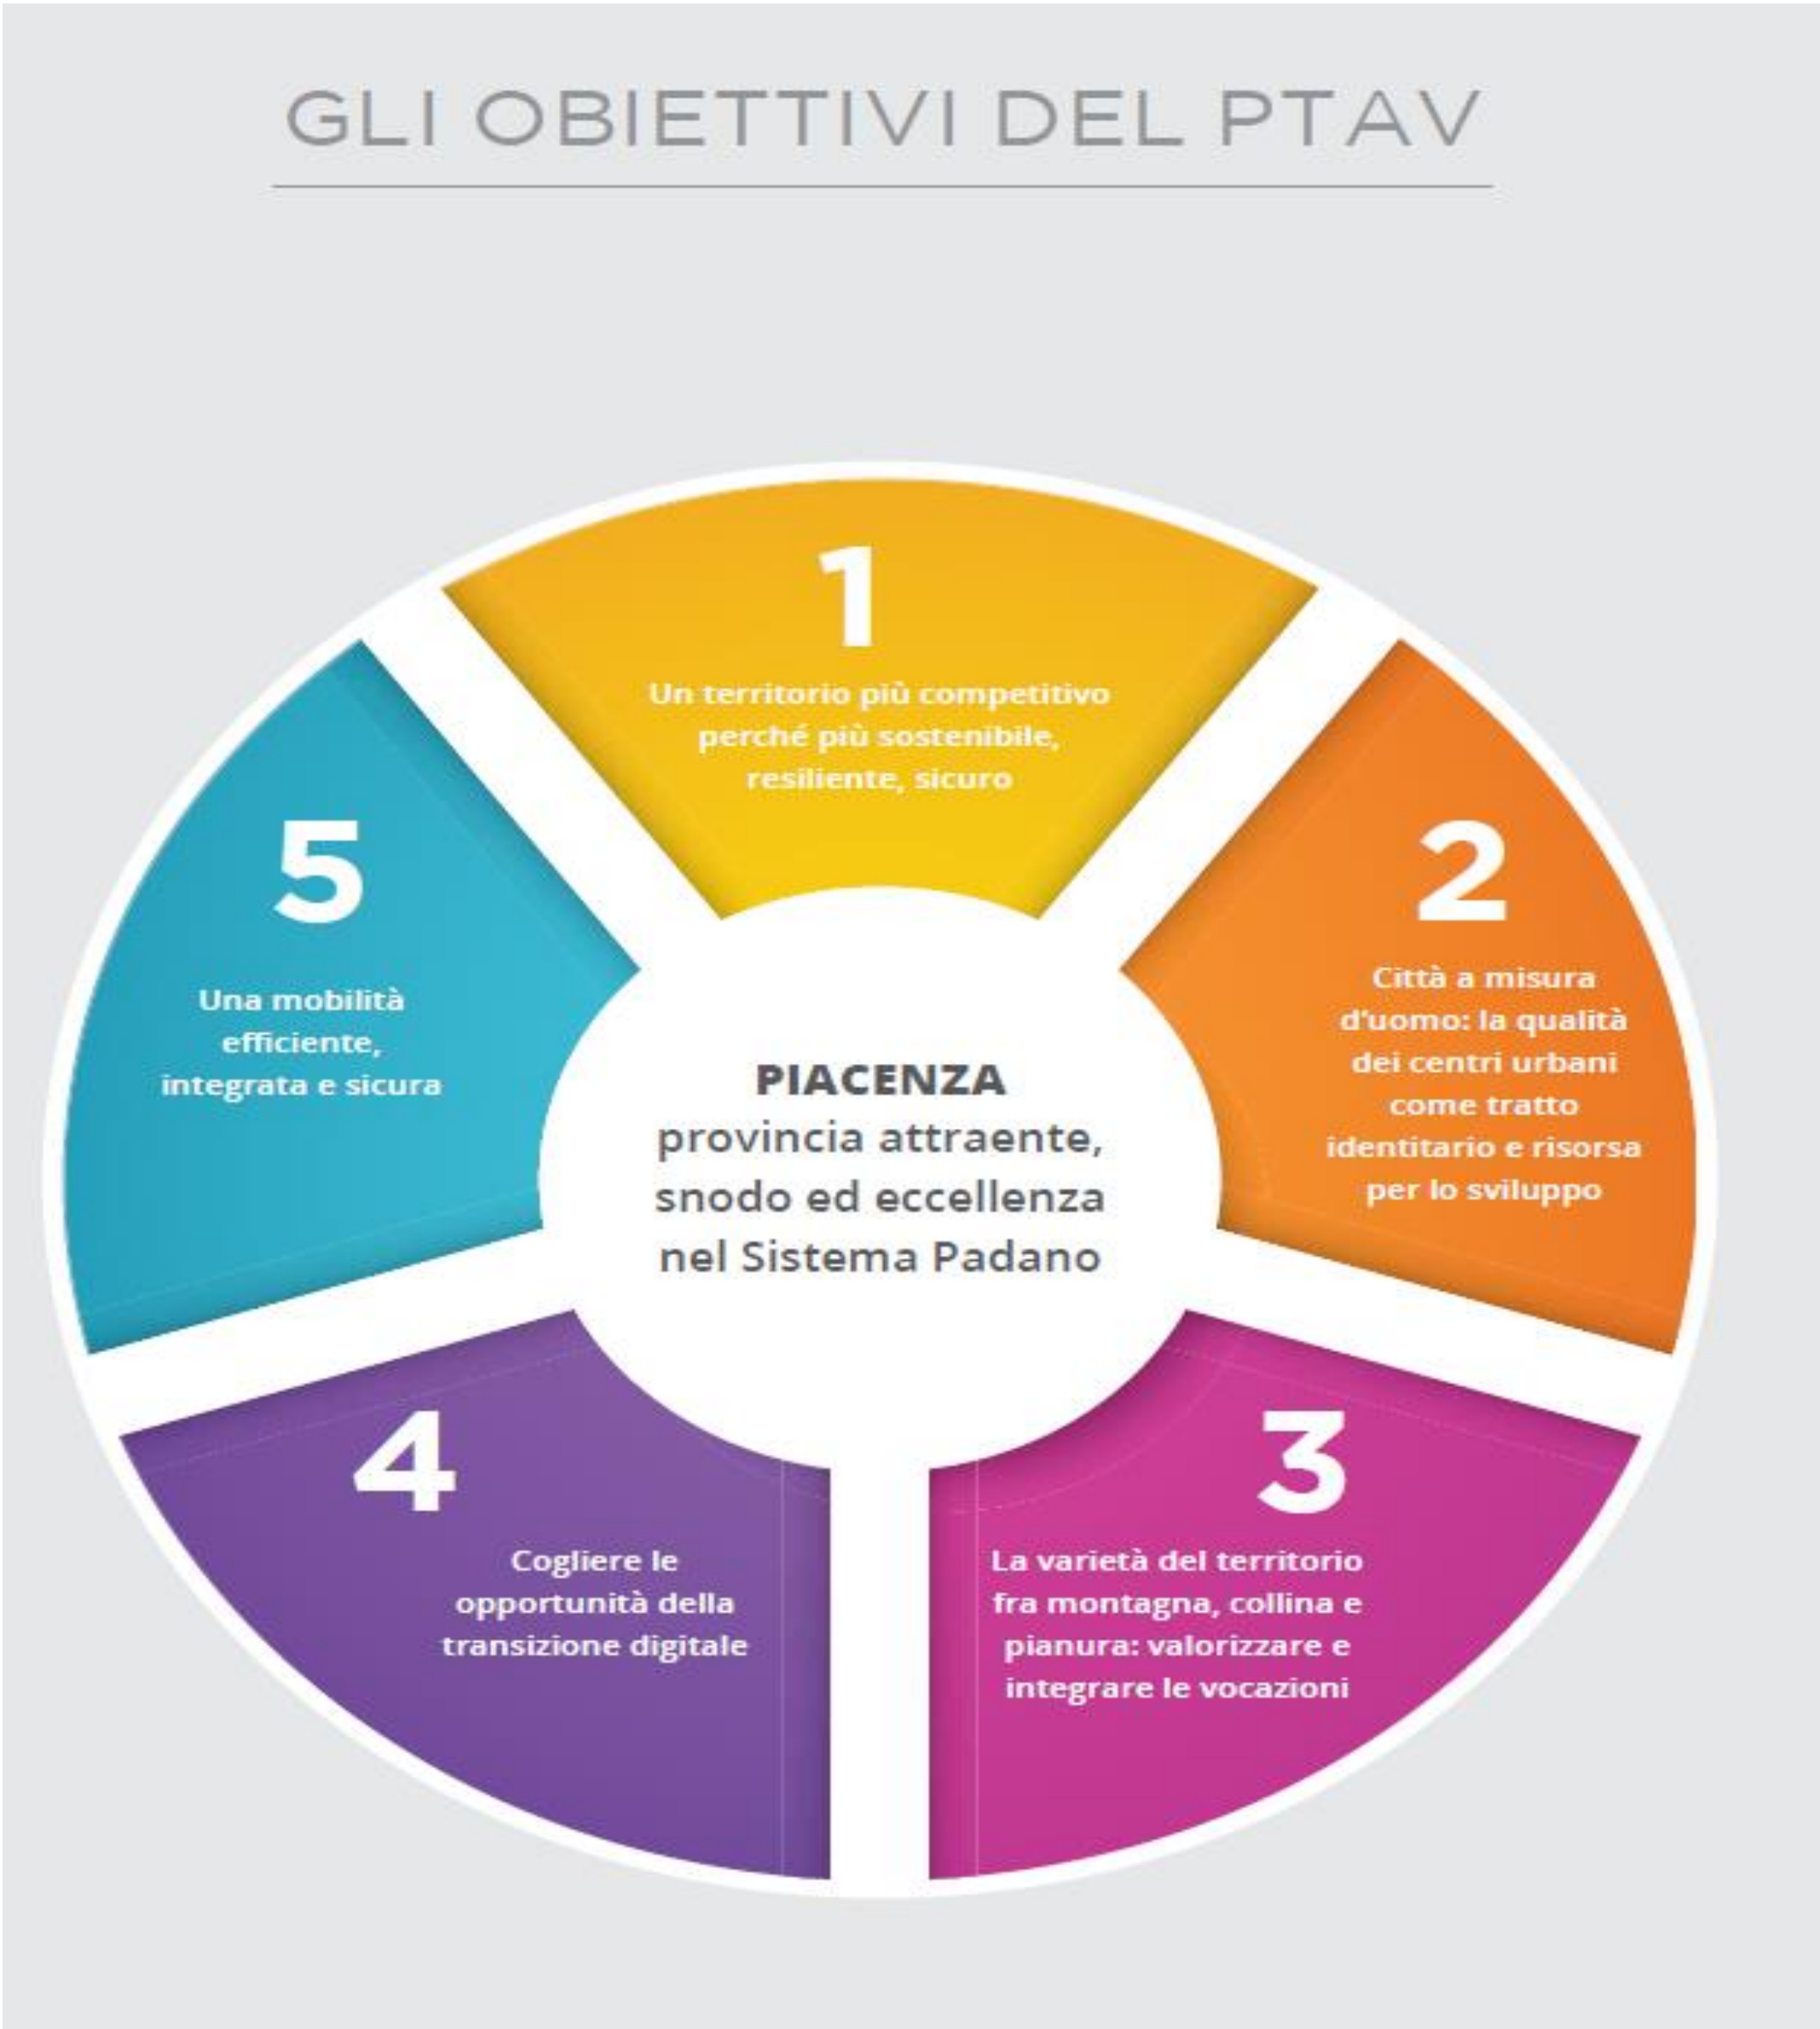 GLI OBIETTIVI DEL PTAV
1
Un territorio più competitivo
perché più sostenibile,
resiliente, sicuro
2
Città a misura
d'uomo: la qualità
dei centri urbani
come tratto
identitario e risorsa
per lo sviluppo
3
La varietà del territorio
fra montagna, collina e
pianura: valorizzare e
integrare le vocazioni
4
Cogliere le
opportunità della
transizione digitale
5
Una mobilità
efficiente,
integrata e sicura
PIACENZA
provincia attraente,
snodo ed eccellenza
nel Sistema Padano